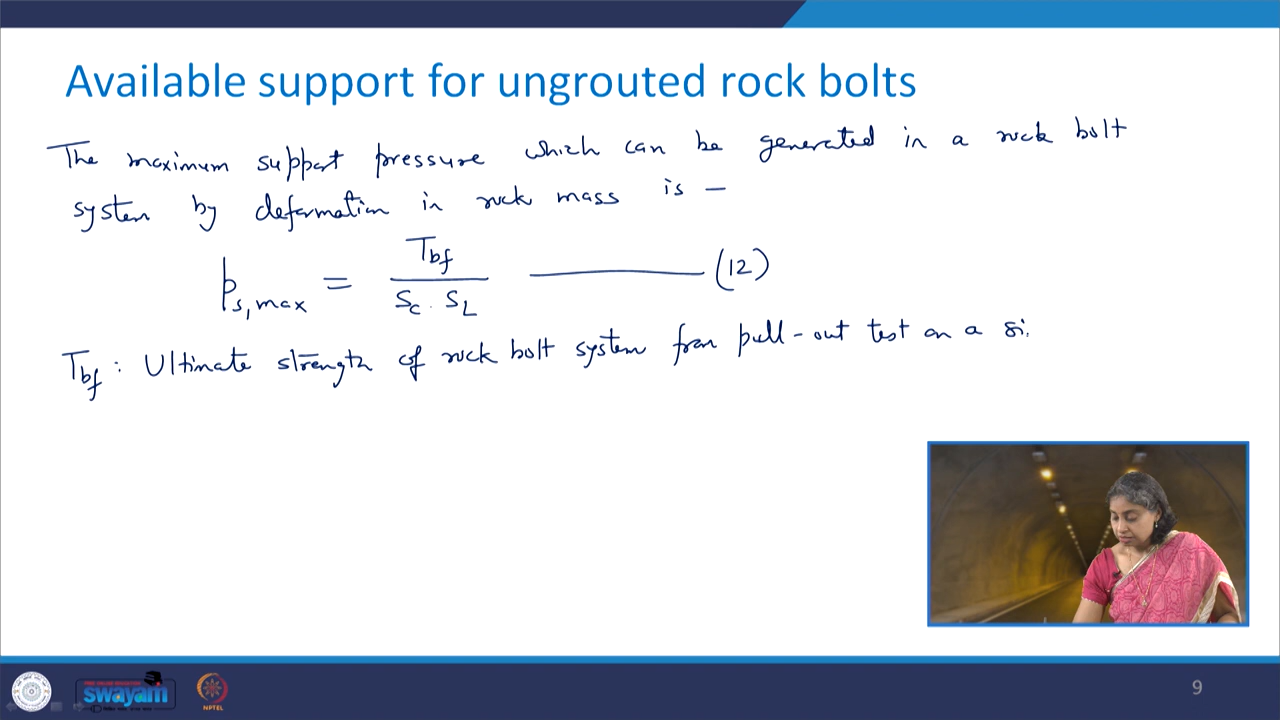 Available support for ungrouted rock bolts
The maximum support pressure which can be generated in a rock bolt
system by deformation in rock mass is –
p_s,max = T_bf / (S_c . S_L) ——— (12)
T_bf : Ultimate strength of rock bolt system from pull-out test on a si
swayam
NPTEL
9